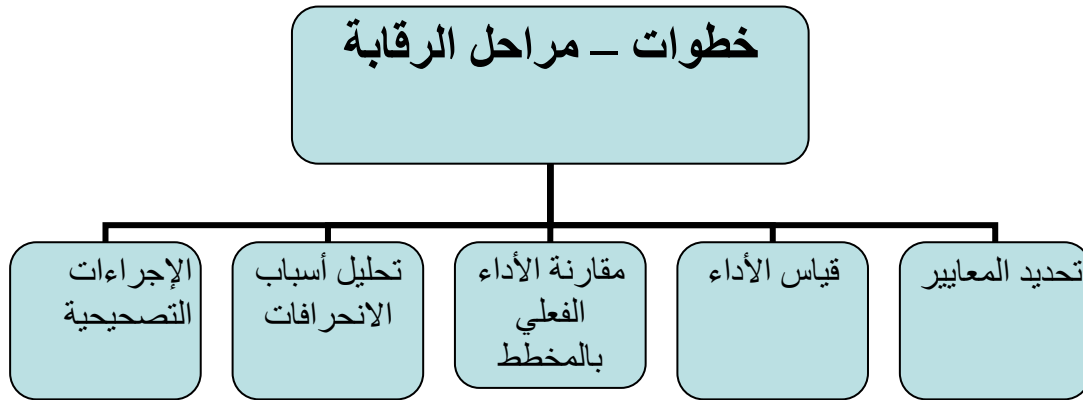 خطوات – مراحل الرقابة
تحديد المعايير
قياس الأداء
مقارنة الأداء
الفعلي
بالمخطط
تحليل أسباب
الانحرافات
الإجراءات
التصحيحية